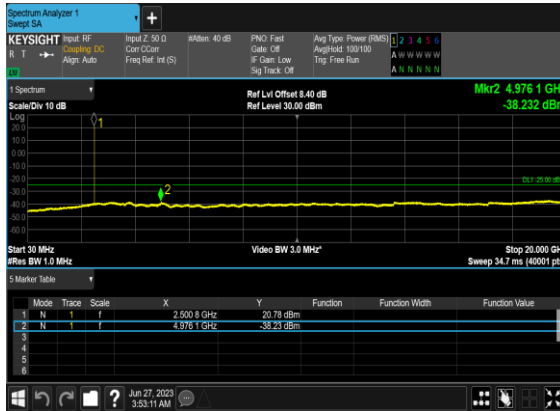 Spectrum Analyzer 1
Swept SA
+
KEYSIGHT
R T
Input: RF
Coupling: DC
Align: Auto
Input Z: 50 Ω
Corr CCorr
Freq Ref: Int (S)
#Atten: 40 dB
PNO: Fast
Gate: Off
IF Gain: Low
Sig Track: Off
Avg Type: Power (RMS)
Avg|Hold: 100/100
Trig: Free Run
1 2 3 4 5 6
A W W W W W
A N N N N N
1 Spectrum
Scale/Div 10 dB
Ref Lvl Offset 8.40 dB
Ref Level 30.00 dBm
Mkr2 4.976 1 GH
-38.232 dBr
Log
20.0
10.0
0.00
-10.0
-20.0
-30.0
-40.0
-50.0
-60.0
1
2
DL1 -25.00 dB
Start 30 MHz
#Res BW 1.0 MHz
Video BW 3.0 MHz*
Stop 20.000 GH
Sweep 34.7 ms (40001 pt
5 Marker Table
Mode Trace Scale X Y Function Function Width Function Value
1 N 1 f 2.500 8 GHz 20.78 dBm
2 N 1 f 4.976 1 GHz -38.23 dBm
3
4
5
6
?
Jun 27, 2023
3:53:11 AM